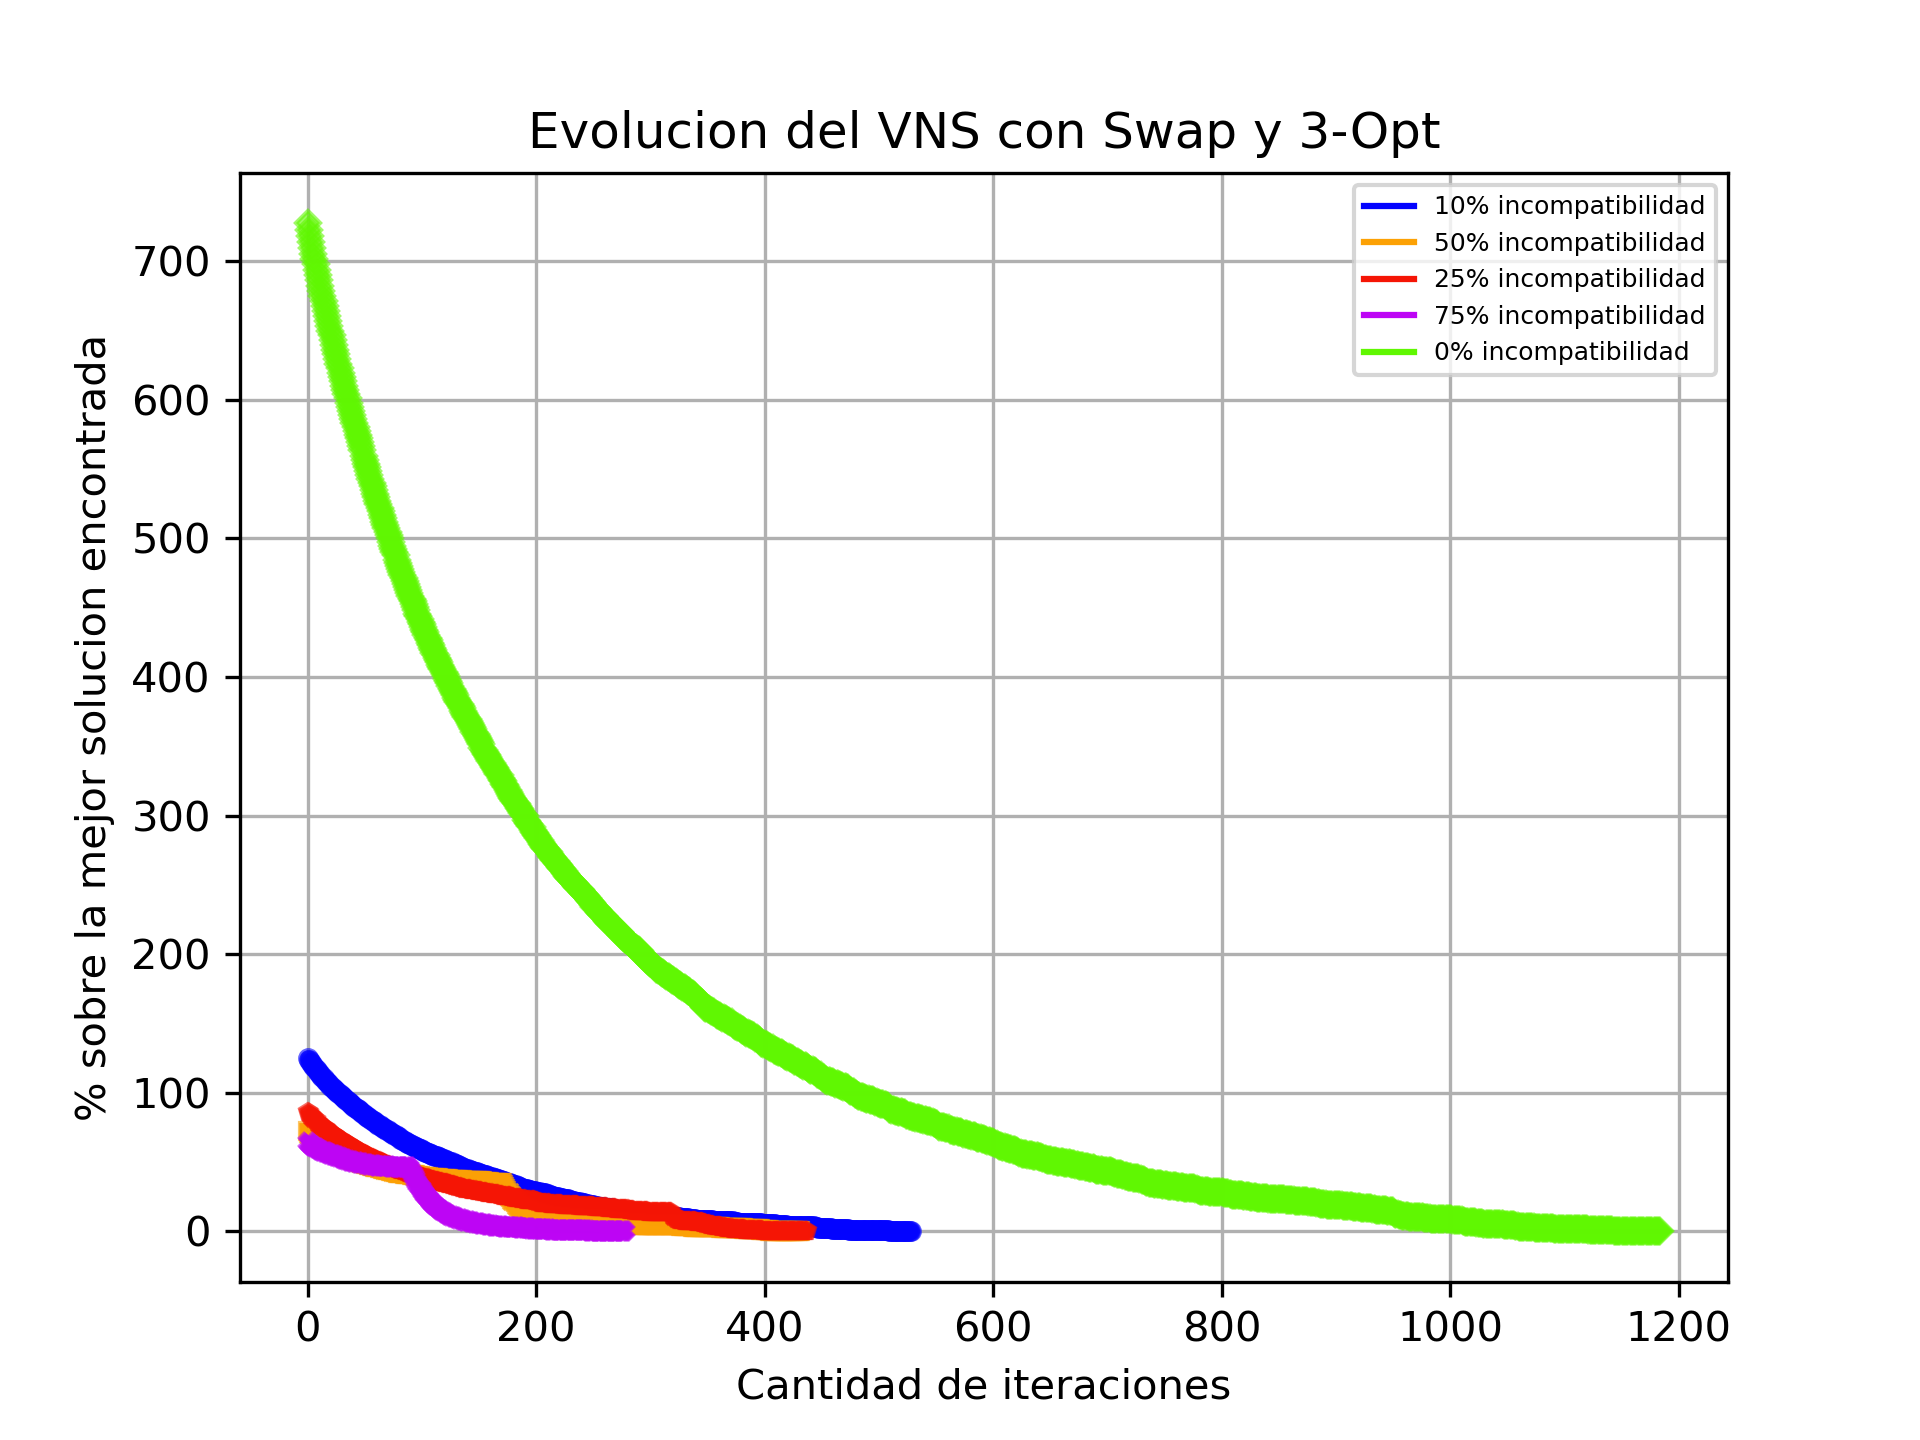 Evolucion del VNS con Swap y 3-Opt
10% incompatibilidad
50% incompatibilidad
25% incompatibilidad
75% incompatibilidad
0% incompatibilidad
% sobre la mejor solucion encontrada
700
600
500
400
300
200
100
0
0 200 400 600 800 1000 1200
Cantidad de iteraciones